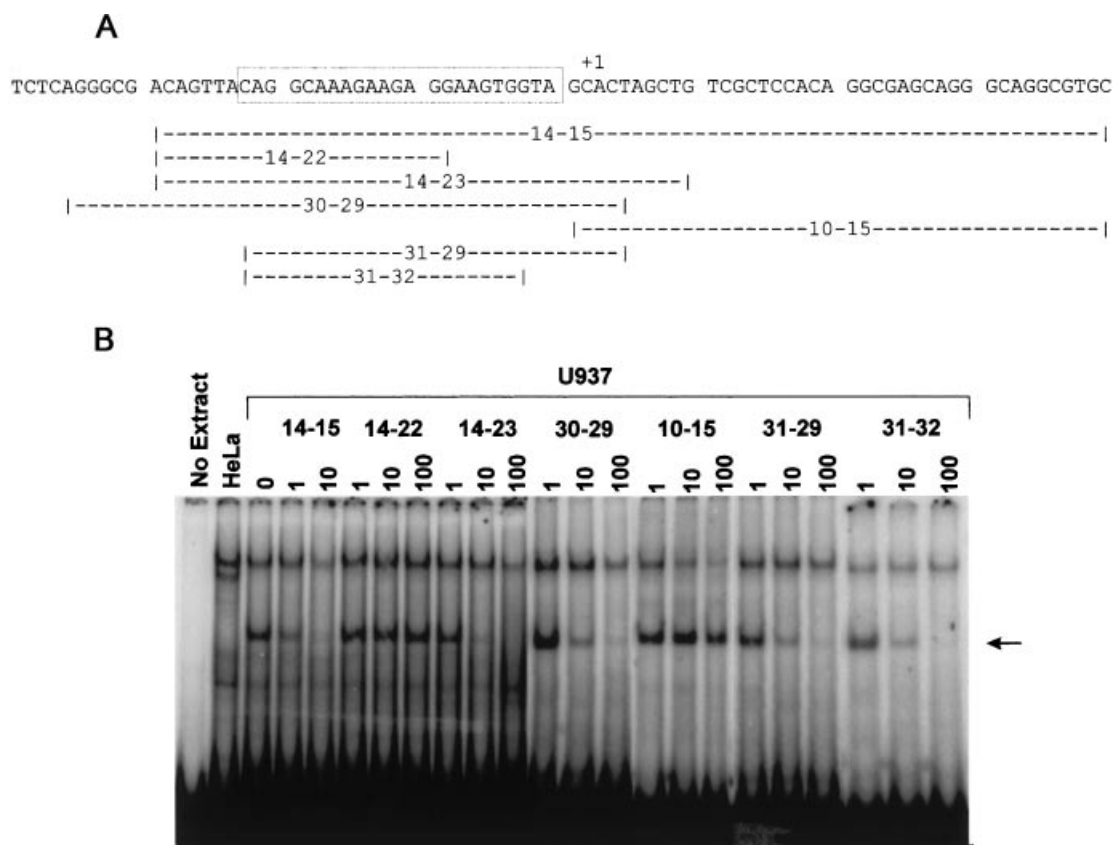 A
+1
TCTCAGGGCG ACAGTTACAG GCAAAGAAGA GGAAGTGGTA GCACTAGCTG TCGCTCCACA GGCGAGCAGG GCAGGCGTGC
|-------------------------14-15-------------------------------|
|-------14-22--------|
|----------------14-23---------------|
|---------------30-29-----------------|
|---------------10-15----------------|
|-----31-29---------------|
|-------31-32-------|
B
U937
No Extract HeLa 14-15 14-22 14-23 30-29 10-15 31-29 31-32
0 1 10 1 10 100 1 10 100 1 10 100 1 10 100 1 10 100 1 10 100